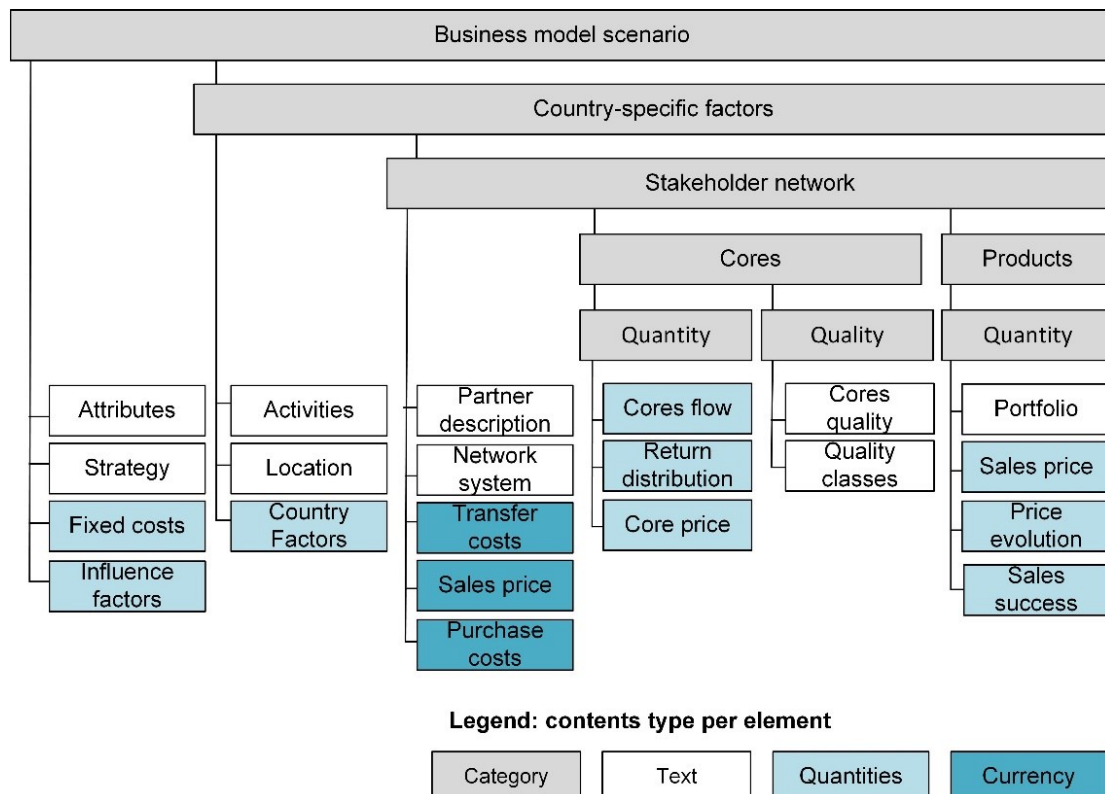 Business model scenario
Country-specific factors
Stakeholder network
Cores
Products
Quantity
Quality
Quantity
Attributes
Strategy
Fixed costs
Influence
factors
Activities
Location
Country
Factors
Partner
description
Network
system
Transfer
costs
Sales price
Purchase
costs
Cores flow
Return
distribution
Core price
Cores
quality
Quality
classes
Portfolio
Sales price
Price
evolution
Sales
success
Legend: contents type per element
Category
Text
Quantities
Currency